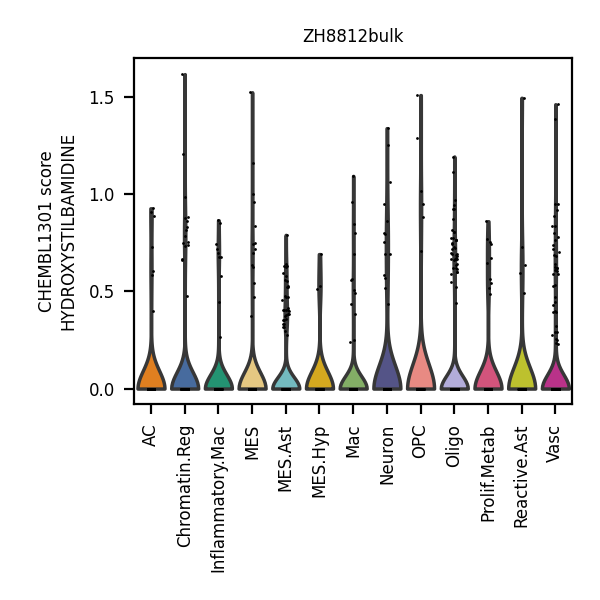 ZH8812bulk
CHEMBL1301 score
HYDROXYSTILBAMIDINE
1.5
1.0
0.5
0.0
AC
Chromatin.Reg
Inflammatory.Mac
MES
MES.Ast
MES.Hyp
Mac
Neuron
OPC
Oligo
Prolif.Metab
Reactive.Ast
Vasc